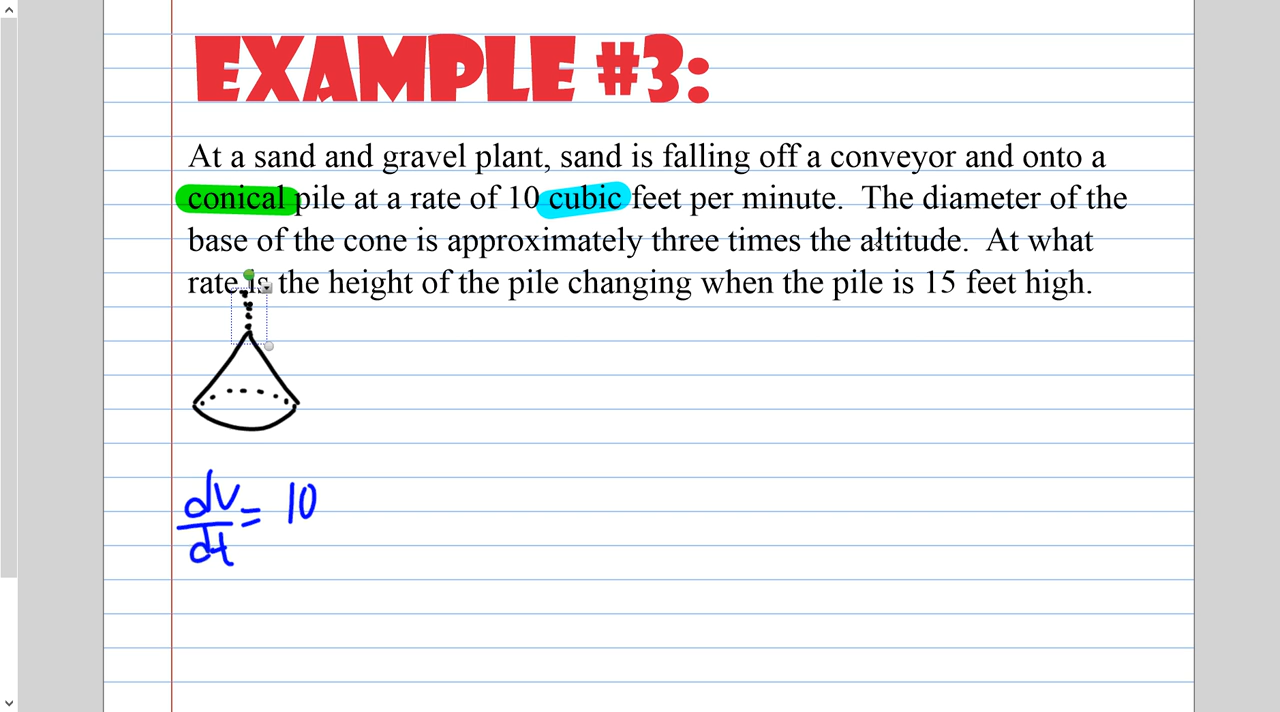 EXAMPLE #3:
At a sand and gravel plant, sand is falling off a conveyor and onto a
conical pile at a rate of 10 cubic feet per minute.  The diameter of the
base of the cone is approximately three times the altitude.  At what
rate is the height of the pile changing when the pile is 15 feet high.
dV/dt = 10